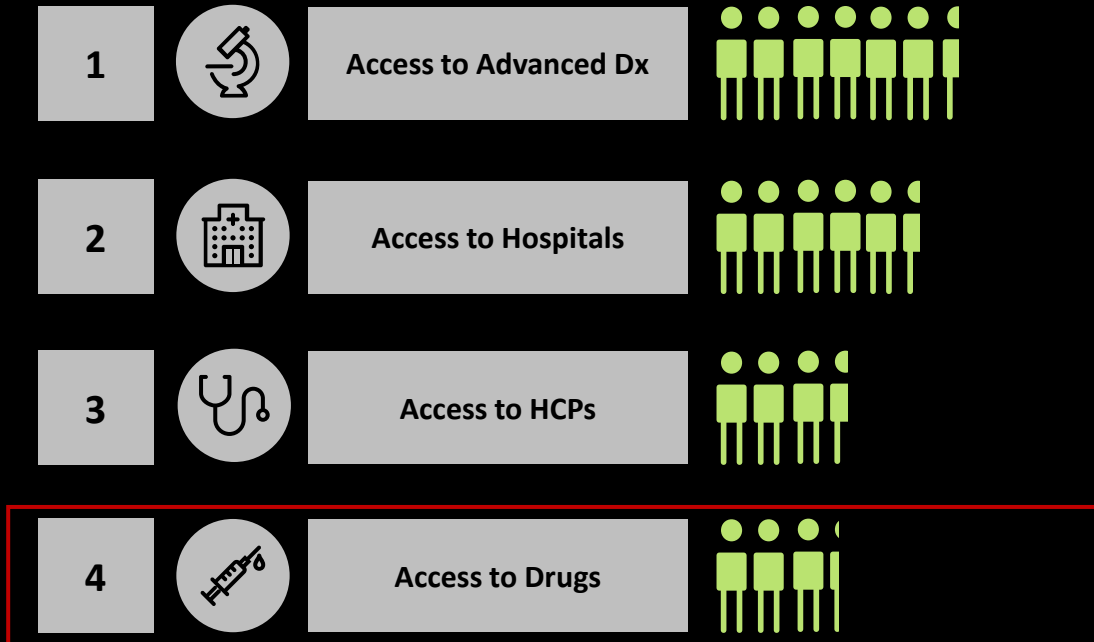 1
Access to Advanced Dx
2
Access to Hospitals
3
Access to HCPs
4
Access to Drugs